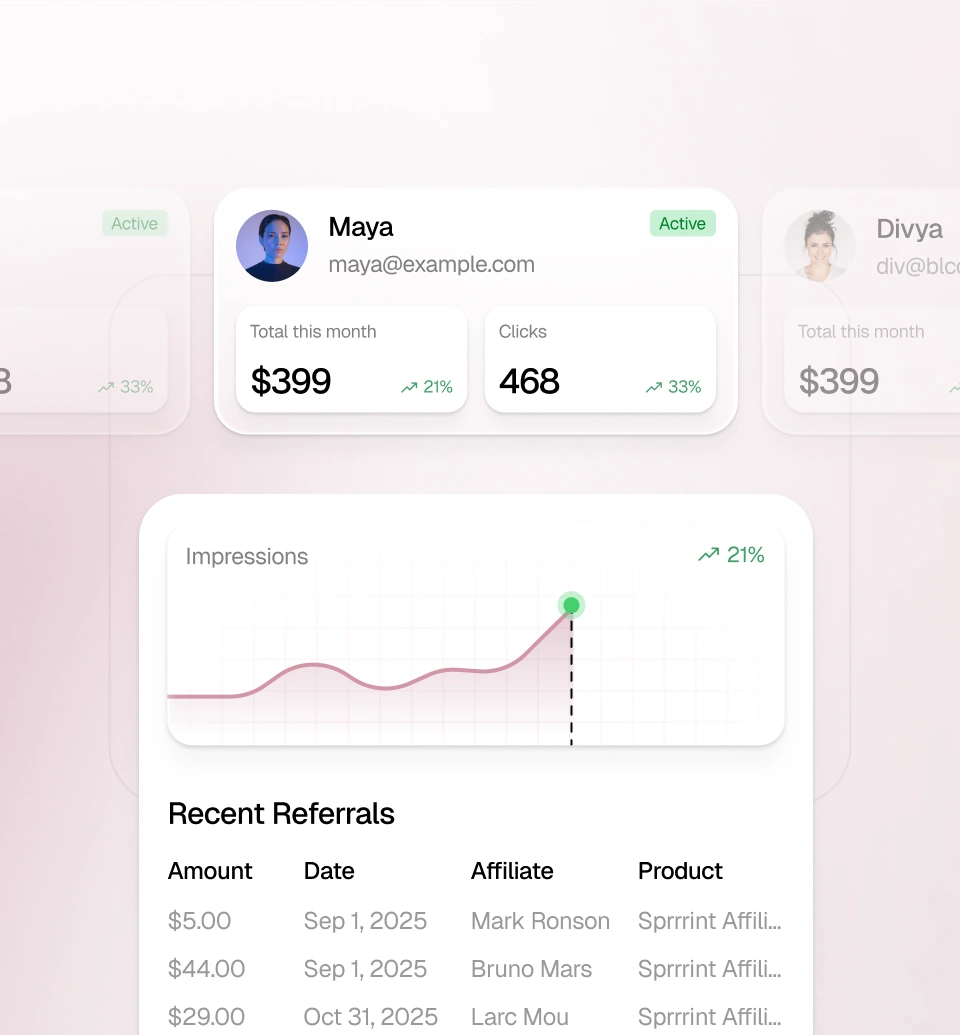 Active
8
33%
Maya
maya@example.com
Active
Total this month
$399
21%
Clicks
468
33%
Divya
div@blc
Total this month
$399
Impressions
21%
Recent Referrals
Amount Date Affiliate Product
$5.00 Sep 1, 2025 Mark Ronson Sprrrint Affili...
$44.00 Sep 1, 2025 Bruno Mars Sprrrint Affili...
$29.00 Oct 31, 2025 Larc Mou Sprrrint Affili...